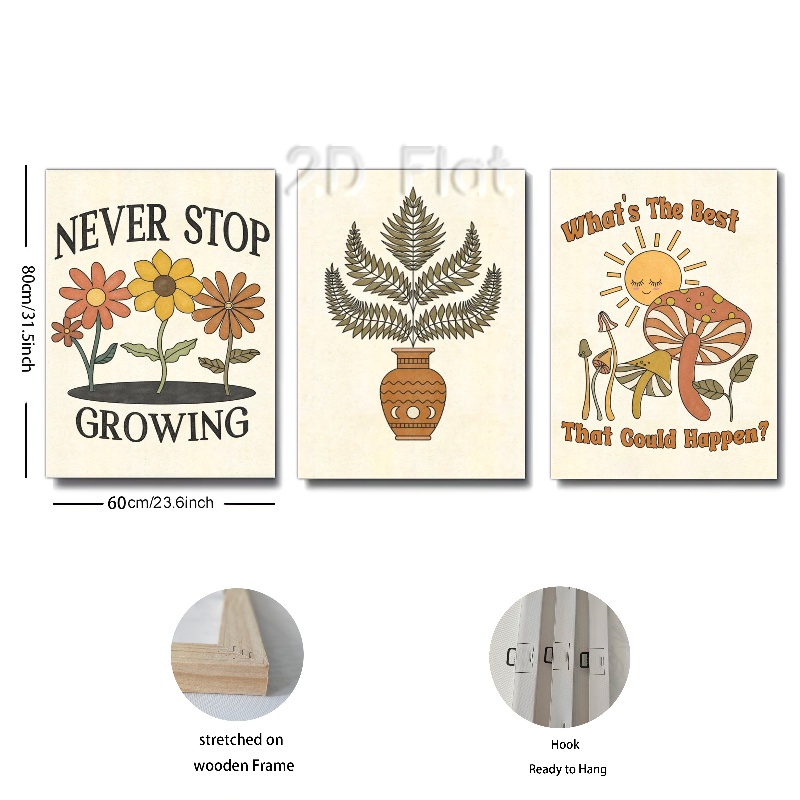 2D Flat
NEVER STOP
GROWING
What's The Best
That Could Happen?
80cm/31.5inch
60cm/23.6inch
stretched on
wooden Frame
Hook
Ready to Hang